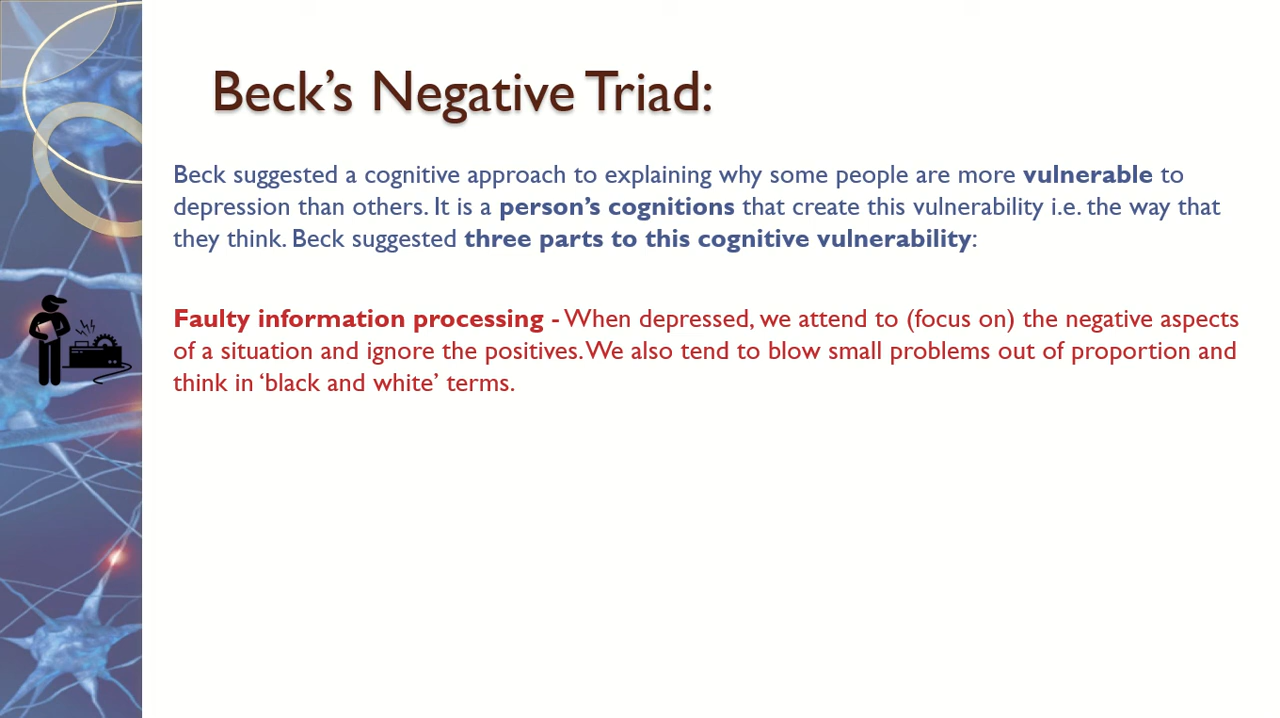 Beck’s Negative Triad:
Beck suggested a cognitive approach to explaining why some people are more vulnerable to
depression than others. It is a person’s cognitions that create this vulnerability i.e. the way that
they think. Beck suggested three parts to this cognitive vulnerability:
Faulty information processing - When depressed, we attend to (focus on) the negative aspects
of a situation and ignore the positives. We also tend to blow small problems out of proportion and
think in ‘black and white’ terms.